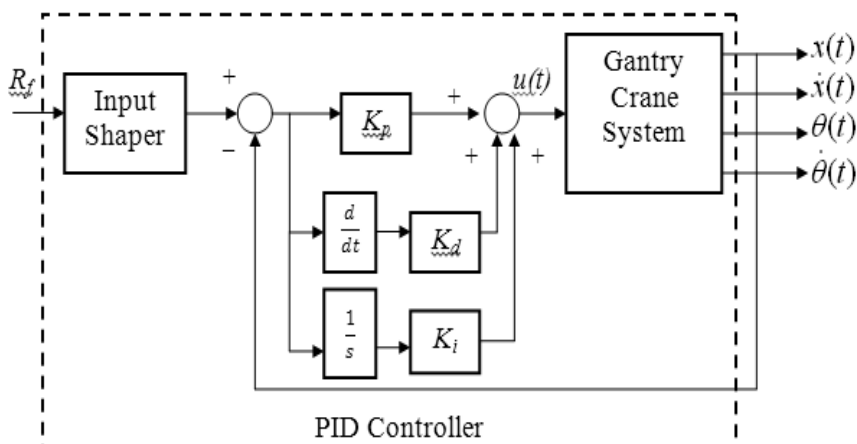 R_f
Input
Shaper
+
−
K_p
+
u(t)
+
+
d/dt
K_d
1/s
K_i
Gantry
Crane
System
x(t)
ẋ(t)
θ(t)
θ̇(t)
PID Controller